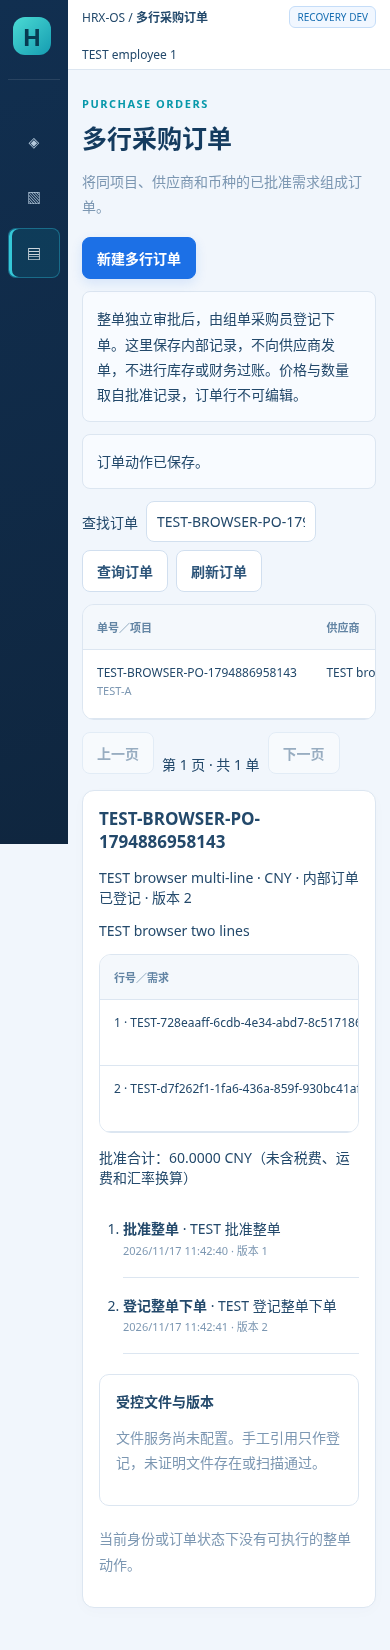 H
HRX-OS / 多行采购订单
RECOVERY DEV
TEST employee 1
PURCHASE ORDERS
多行采购订单
将同项目、供应商和币种的已批准需求组成订
单。
新建多行订单
整单独立审批后，由组单采购员登记下
单。这里保存内部记录，不向供应商发
单，不进行库存或财务过账。价格与数量
取自批准记录，订单行不可编辑。
订单动作已保存。
查找订单
TEST-BROWSER-PO-179
查询订单
刷新订单
单号／项目
供应商
TEST-BROWSER-PO-1794886958143
TEST bro
TEST-A
上一页
第 1 页 · 共 1 单
下一页
TEST-BROWSER-PO-
1794886958143
TEST browser multi-line · CNY · 内部订单
已登记 · 版本 2
TEST browser two lines
行号／需求
1 · TEST-728eaaff-6cdb-4e34-abd7-8c517186
2 · TEST-d7f262f1-1fa6-436a-859f-930bc41a
批准合计：60.0000 CNY（未含税费、运
费和汇率换算）
1. 批准整单 · TEST 批准整单
2026/11/17 11:42:40 · 版本 1
2. 登记整单下单 · TEST 登记整单下单
2026/11/17 11:42:41 · 版本 2
受控文件与版本
文件服务尚未配置。手工引用只作登
记，未证明文件存在或扫描通过。
当前身份或订单状态下没有可执行的整单
动作。